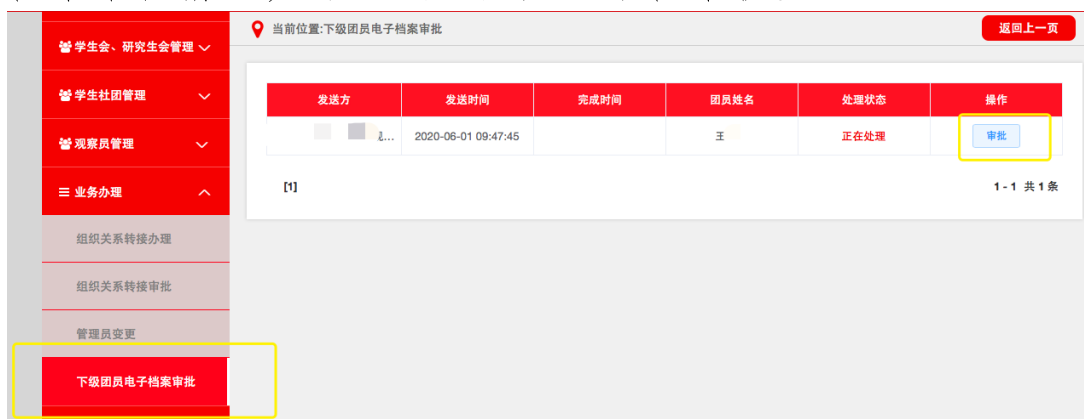 当前位置:下级团员电子档案审批
返回上一页
学生会、研究生会管理
学生社团管理
观察员管理
业务办理
组织关系转接办理
组织关系转接审批
管理员变更
下级团员电子档案审批
发送方 发送时间 完成时间 团员姓名 处理状态 操作
... 2020-06-01 09:47:45 王 正在处理 审批
[1] 1-1 共1条